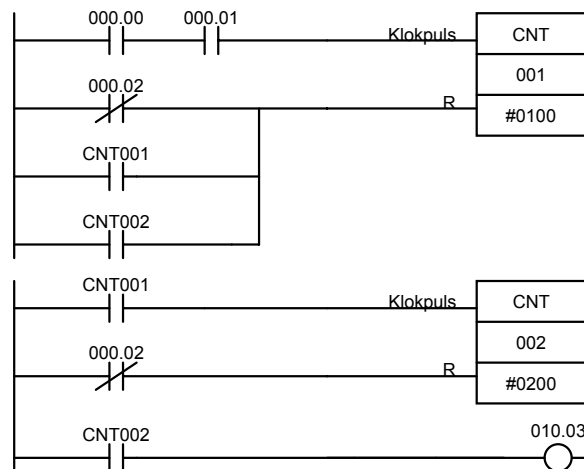 000.00 000.01
Klokpuls CNT
001
000.02
R #0100
CNT001
CNT002
CNT001
Klokpuls CNT
002
000.02
R #0200
CNT002 010.03